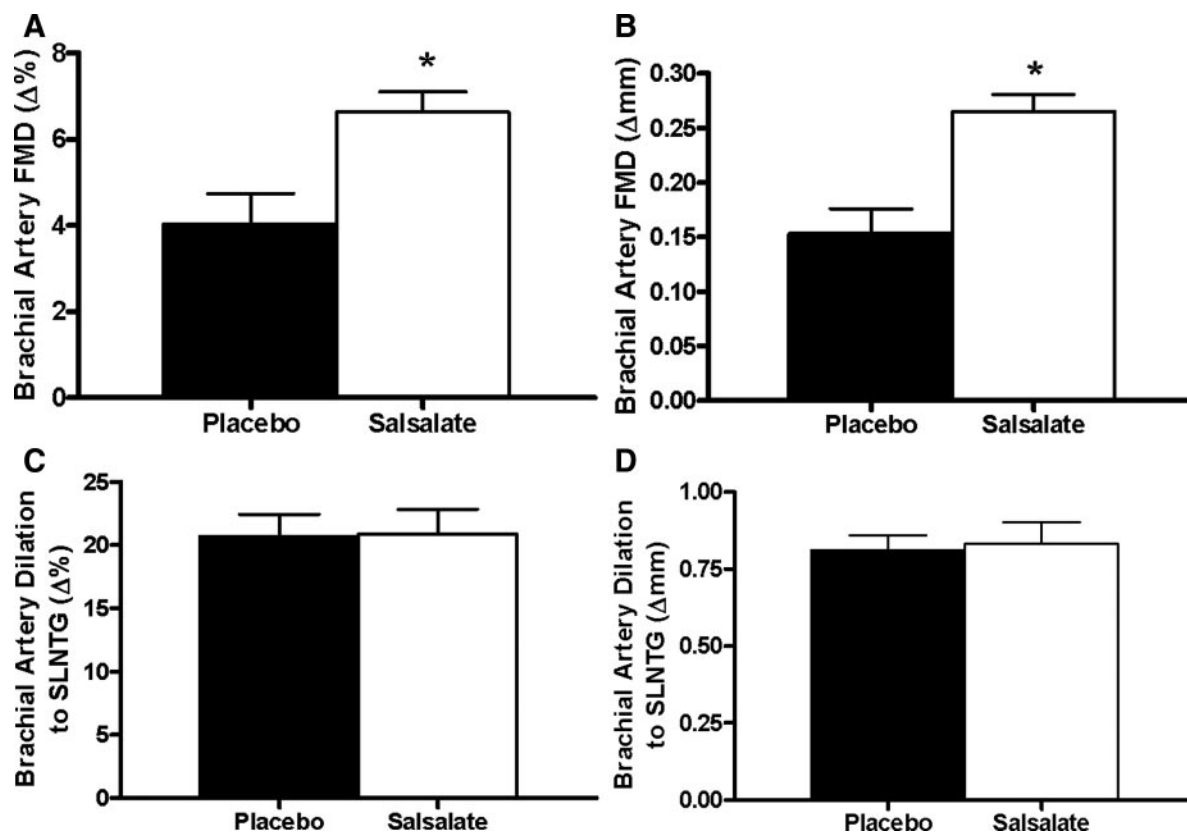 A
Brachial Artery FMD (Δ%)
8
6
4
2
0
*
Placebo
Salsalate
B
Brachial Artery FMD (Δmm)
0.30
0.25
0.20
0.15
0.10
0.05
0.00
*
Placebo
Salsalate
C
Brachial Artery Dilation
to SLNTG (Δ%)
25
20
15
10
5
0
Placebo
Salsalate
D
Brachial Artery Dilation
to SLNTG (Δmm)
1.00
0.75
0.50
0.25
0.00
Placebo
Salsalate